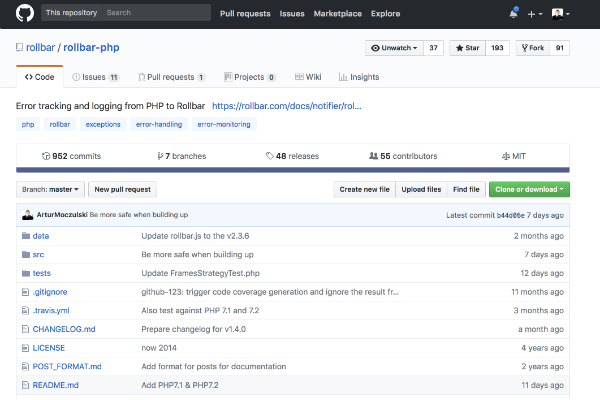 This repository Search Pull requests Issues Marketplace Explore
rollbar / rollbar-php Unwatch 37 Star 193 Fork 91
Code Issues 11 Pull requests 1 Projects 0 Wiki Insights
Error tracking and logging from PHP to Rollbar https://rollbar.com/docs/notifier/rol...
php rollbar exceptions error-handling error-monitoring
952 commits 7 branches 48 releases 55 contributors MIT
Branch: master New pull request Create new file Upload files Find file Clone or download
ArturMoczulski Be more safe when building up Latest commit b44d06e 7 days ago
data Update rollbar.js to the v2.3.6 2 months ago
src Be more safe when building up 7 days ago
tests Update FramesStrategyTest.php 12 days ago
.gitignore github-123: trigger code coverage generation and ignore the result fr... 11 months ago
.travis.yml Also test against PHP 7.1 and 7.2 3 months ago
CHANGELOG.md Prepare changelog for v1.4.0 a month ago
LICENSE now 2014 4 years ago
POST_FORMAT.md Add format for posts for documentation 2 years ago
README.md Add PHP7.1 & PHP7.2 11 days ago